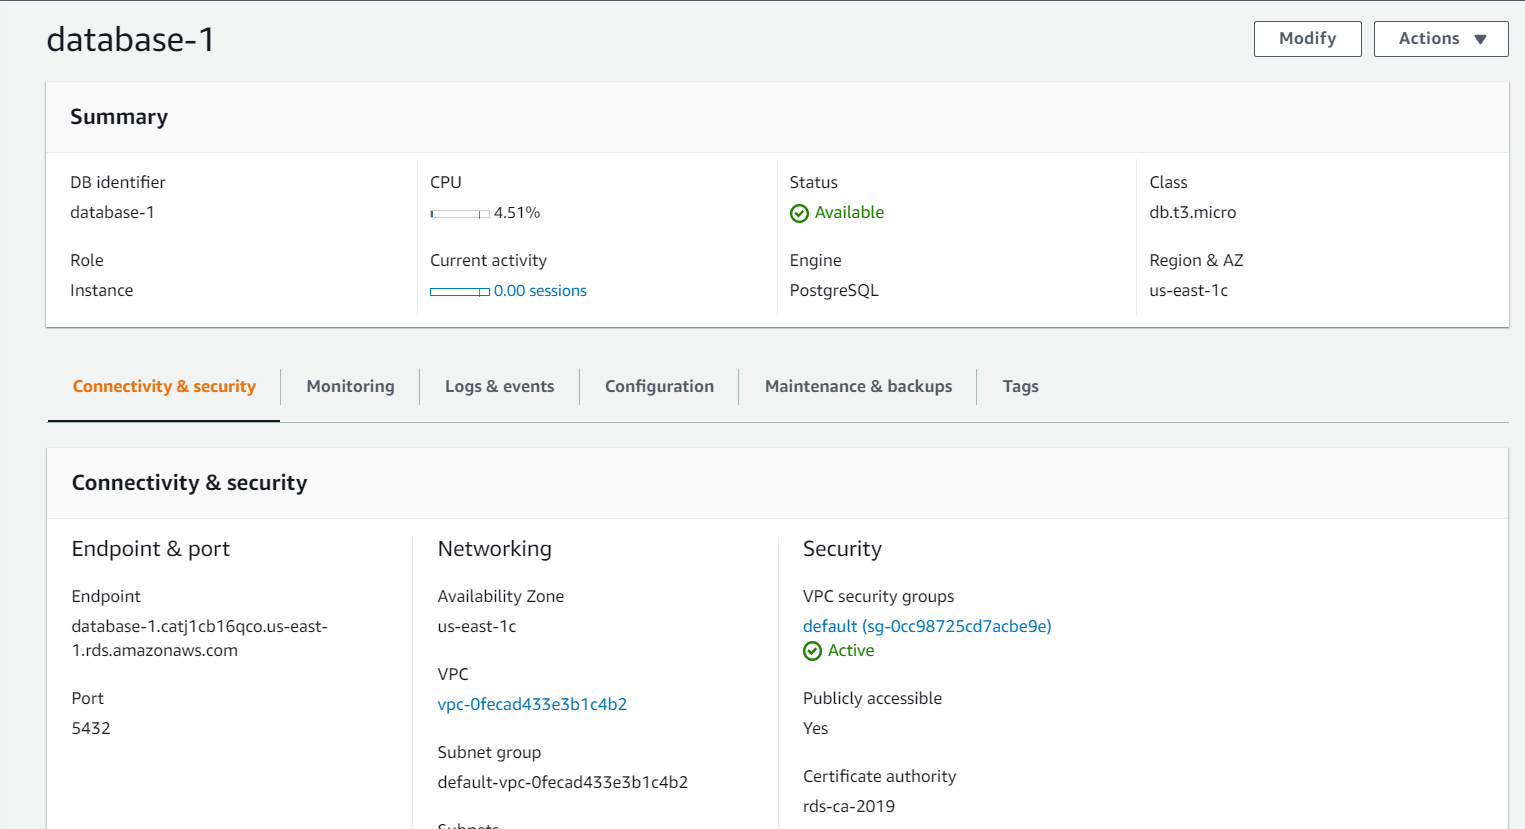 database-1
Modify
Actions
Summary
DB identifier
database-1
CPU
4.51%
Status
Available
Class
db.t3.micro
Role
Instance
Current activity
0.00 sessions
Engine
PostgreSQL
Region & AZ
us-east-1c
Connectivity & security
Monitoring
Logs & events
Configuration
Maintenance & backups
Tags
Connectivity & security
Endpoint & port
Endpoint
database-1.catj1cb16qco.us-east-
1.rds.amazonaws.com
Port
5432
Networking
Availability Zone
us-east-1c
VPC
vpc-0fecad433e3b1c4b2
Subnet group
default-vpc-0fecad433e3b1c4b2
Subnets
Security
VPC security groups
default (sg-0cc98725cd7acbe9e)
Active
Publicly accessible
Yes
Certificate authority
rds-ca-2019